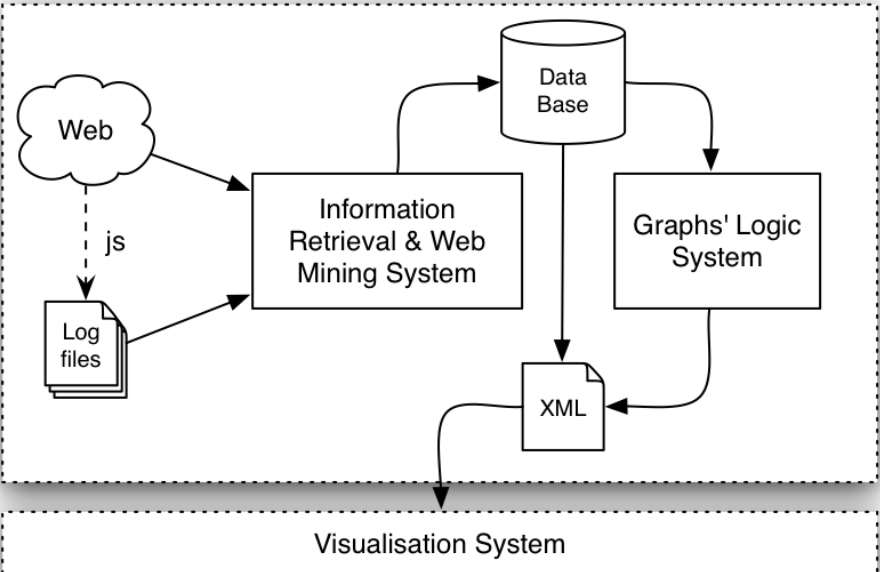 Data
Base
Web
Information
Retrieval & Web
Mining System
Graphs' Logic
System
js
Log
files
XML
Visualisation System